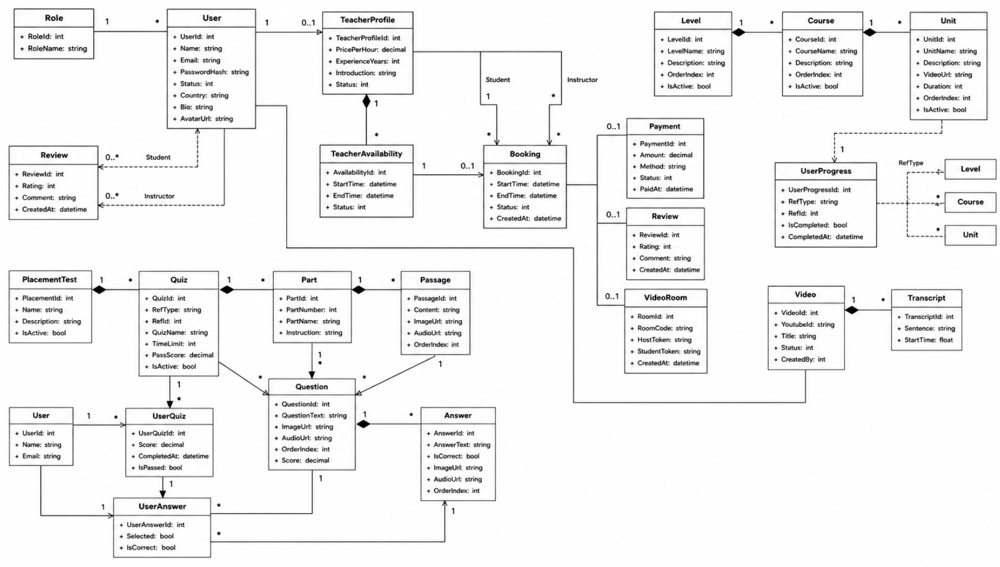 Role
+ RoleId: int
+ RoleName: string
1
*
User
+ UserId: int
+ Name: string
+ Email: string
+ PasswordHash: string
+ Status: int
+ Country: string
+ Bio: string
+ AvatarUrl: string
1
0..1
TeacherProfile
+ TeacherProfileId: int
+ PricePerHour: decimal
+ ExperienceYears: int
+ Introduction: string
+ Status: int
1
*
Student
1
*
Instructor
*
*
Review
+ ReviewId: int
+ Rating: int
+ Comment: string
+ CreatedAt: datetime
0..*
Student
0..*
Instructor
TeacherAvailability
+ AvailabilityId: int
+ StartTime: datetime
+ EndTime: datetime
+ Status: int
1
0..1
Booking
+ BookingId: int
+ StartTime: datetime
+ EndTime: datetime
+ Status: int
+ CreatedAt: datetime
0..1
Payment
+ PaymentId: int
+ Amount: decimal
+ Method: string
+ Status: int
+ PaidAt: datetime
0..1
Review
+ ReviewId: int
+ Rating: int
+ Comment: string
+ CreatedAt: datetime
0..1
VideoRoom
+ RoomId: int
+ RoomCode: string
+ HostToken: string
+ StudentToken: string
+ CreatedAt: datetime
Level
+ LevelId: int
+ LevelName: string
+ Description: string
+ OrderIndex: int
+ IsActive: bool
1
*
Course
+ CourseId: int
+ CourseName: string
+ Description: string
+ OrderIndex: int
+ IsActive: bool
1
*
Unit
+ UnitId: int
+ UnitName: string
+ Description: string
+ VideoUrl: string
+ Duration: int
+ OrderIndex: int
+ IsActive: bool
1
UserProgress
+ UserProgressId: int
+ RefType: string
+ RefId: int
+ IsCompleted: bool
+ CompletedAt: datetime
RefType
Level
*
Course
*
Unit
PlacementTest
+ PlacementId: int
+ Name: string
+ Description: string
+ IsActive: bool
1
*
Quiz
+ QuizId: int
+ RefType: string
+ RefId: int
+ QuizName: string
+ TimeLimit: int
+ PassScore: decimal
+ IsActive: bool
1
*
Part
+ PartId: int
+ PartNumber: int
+ PartName: string
+ Instruction: string
1
*
Passage
+ PassageId: int
+ Content: string
+ ImageUrl: string
+ AudioUrl: string
+ OrderIndex: int
1
*
*
*
1
1
*
Question
+ QuestionId: int
+ QuestionText: string
+ ImageUrl: string
+ AudioUrl: string
+ OrderIndex: int
+ Score: decimal
1
*
Answer
+ AnswerId: int
+ AnswerText: string
+ IsCorrect: bool
+ ImageUrl: string
+ AudioUrl: string
+ OrderIndex: int
User
+ UserId: int
+ Name: string
+ Email: string
1
*
UserQuiz
+ UserQuizId: int
+ Score: decimal
+ CompletedAt: datetime
+ IsPassed: bool
1
1
UserAnswer
+ UserAnswerId: int
+ Selected: bool
+ IsCorrect: bool
*
1
*
1
Video
+ VideoId: int
+ YoutubeId: string
+ Title: string
+ Status: int
+ CreatedBy: int
1
*
Transcript
+ TranscriptId: int
+ Sentence: string
+ StartTime: float